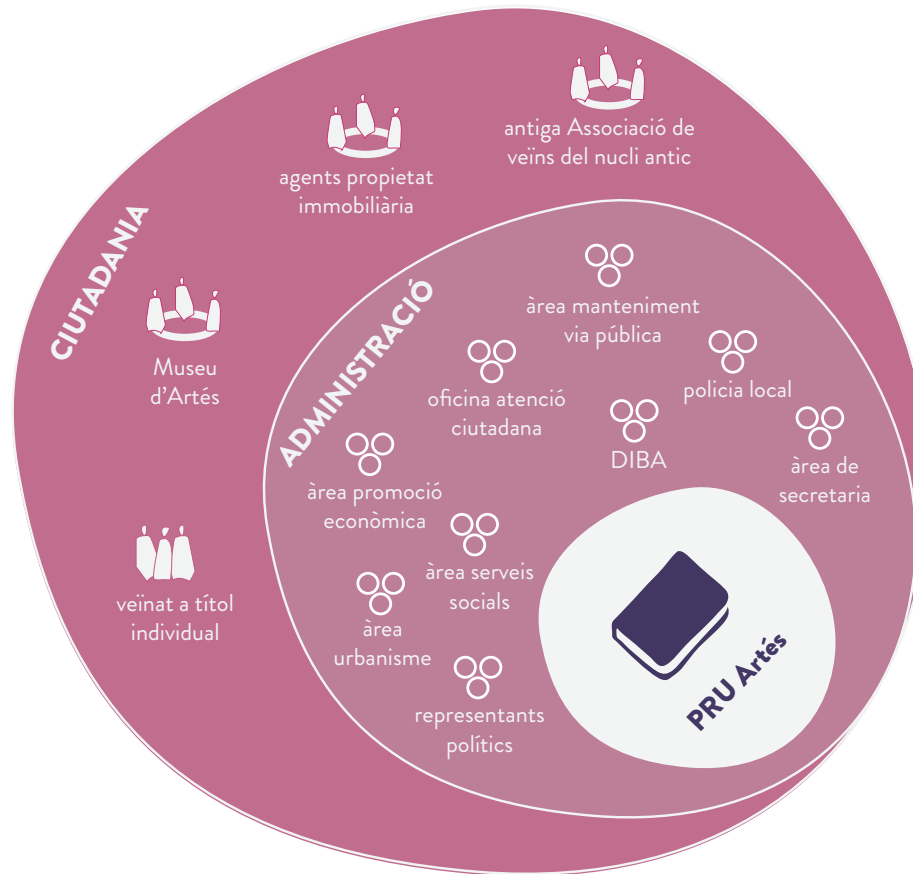 antiga Associació de
veïns del nucli antic
agents propietat
immobiliària
CIUTADANIA
Museu
d'Artés
veïnat a títol
individual
ADMINISTRACIÓ
àrea manteniment
via pública
policia local
oficina atenció
ciutadana
DIBA
àrea de
secretaria
àrea promoció
econòmica
àrea serveis
socials
àrea
urbanisme
representants
polítics
PRU Artés